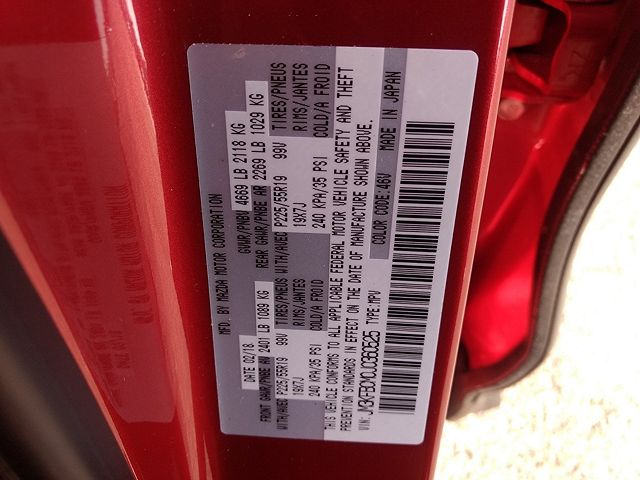 MFD. BY MAZDA MOTOR CORPORATION
DATE 02/18 GVWR/PNBV 4669 LB 2118 KG
FRONT GAWR/PNBE AV 2401 LB 1089 KG REAR GAWR/PNBE AR 2269 LB 1029 KG
WITH/AVEC TIRES/PNEUS RIMS/JANTES COLD/A FROID WITH/AVEC TIRES/PNEUS RIMS/JANTES COLD/A FROID
P225/55R19 99V 19X7J 240 KPA/35 PSI P225/55R19 99V 19X7J 240 KPA/35 PSI
THIS VEHICLE CONFORMS TO ALL APPLICABLE FEDERAL MOTOR VEHICLE SAFETY AND THEFT
PREVENTION STANDARDS IN EFFECT ON THE DATE OF MANUFACTURE SHOWN ABOVE.
VIN: TYPE:MPV COLOR CODE:46V MADE IN JAPAN